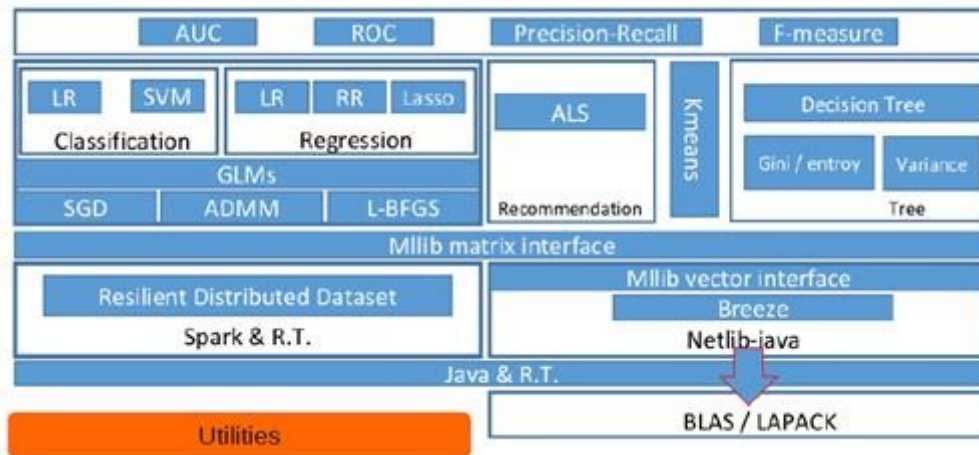 AUC ROC Precision-Recall F-measure
LR SVM
Classification
LR RR Lasso
Regression
GLMs
SGD ADMM L-BFGS
ALS
Recommendation
Kmeans
Decision Tree
Gini / entroy Variance
Tree
Mllib matrix interface
Resilient Distributed Dataset
Spark & R.T.
Mllib vector interface
Breeze
Netlib-java
Java & R.T.
BLAS / LAPACK
Utilities